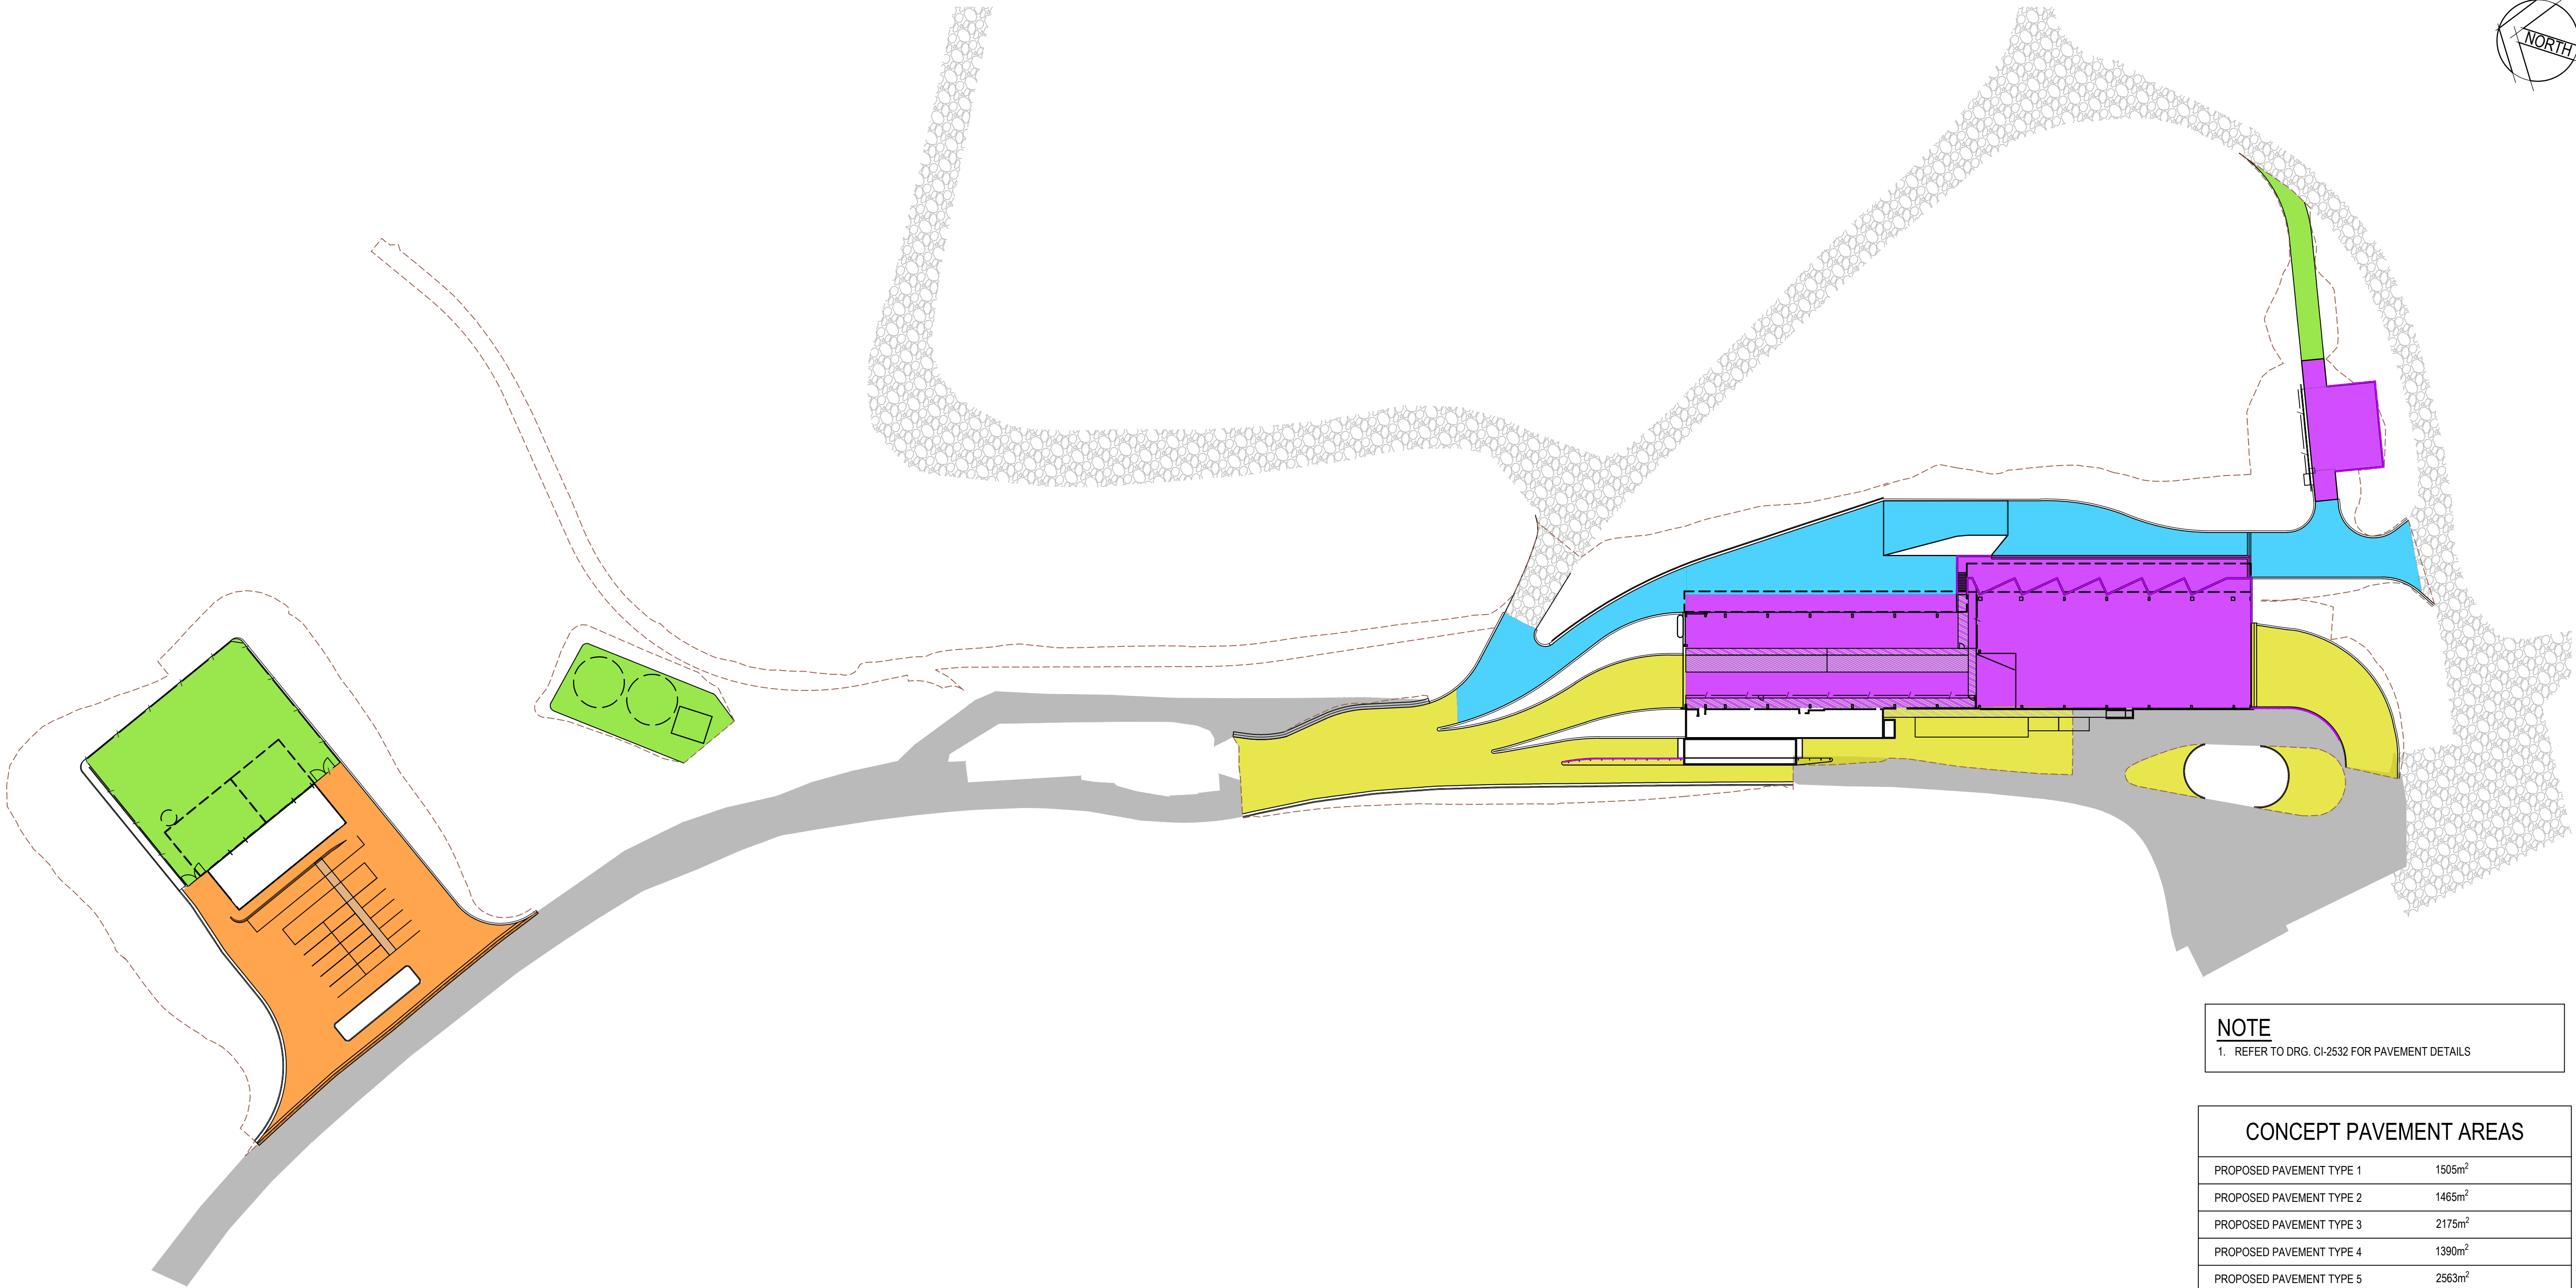 NORTH
NOTE
1. REFER TO DRG. CI-2532 FOR PAVEMENT DETAILS
CONCEPT PAVEMENT AREAS
PROPOSED PAVEMENT TYPE 1 1505m²
PROPOSED PAVEMENT TYPE 2 1465m²
PROPOSED PAVEMENT TYPE 3 2175m²
PROPOSED PAVEMENT TYPE 4 1390m²
PROPOSED PAVEMENT TYPE 5 2563m²